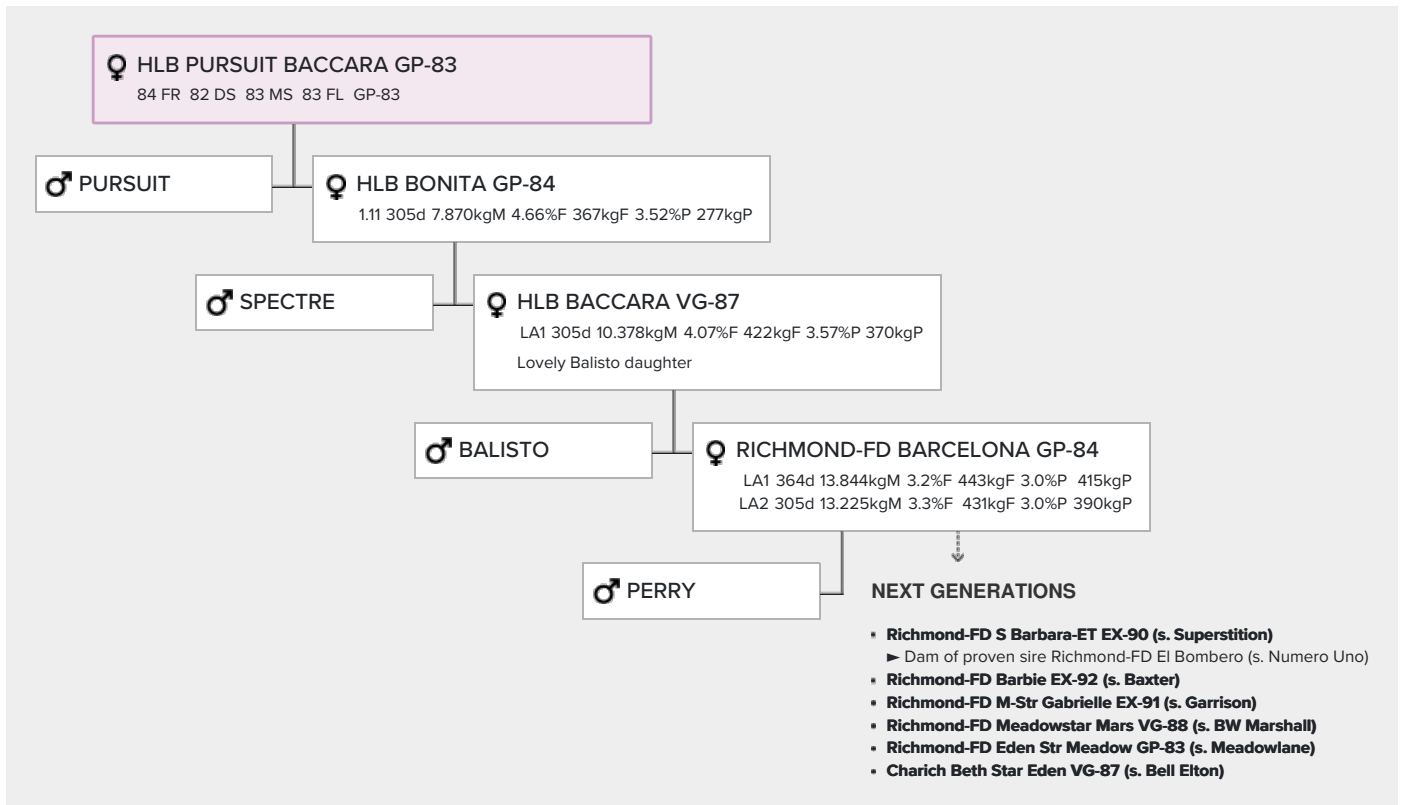 HLB PURSUIT BACCARA GP-83
84 FR 82 DS 83 MS 83 FL GP-83
PURSUIT
HLB BONITA GP-84
1.11 305d 7.870kgM 4.66%F 367kgF 3.52%P 277kgP
SPECTRE
HLB BACCARA VG-87
LA1 305d 10.378kgM 4.07%F 422kgF 3.57%P 370kgP
Lovely Balisto daughter
BALISTO
RICHMOND-FD BARCELONA GP-84
LA1 364d 13.844kgM 3.2%F 443kgF 3.0%P 415kgP
LA2 305d 13.225kgM 3.3%F 431kgF 3.0%P 390kgP
PERRY
NEXT GENERATIONS
Richmond-FD S Barbara-ET EX-90 (s. Superstition)
► Dam of proven sire Richmond-FD El Bombero (s. Numero Uno)
Richmond-FD Barbie EX-92 (s. Baxter)
Richmond-FD M-Str Gabrielle EX-91 (s. Garrison)
Richmond-FD Meadowstar Mars VG-88 (s. BW Marshall)
Richmond-FD Eden Str Meadow GP-83 (s. Meadowlane)
Charich Beth Star Eden VG-87 (s. Bell Elton)